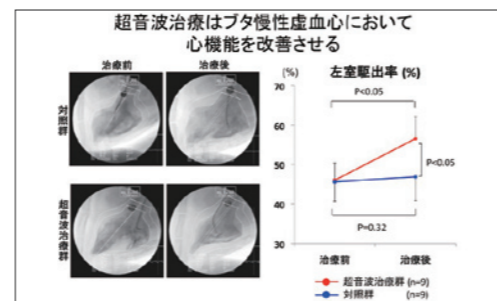 超音波治療はブタ慢性虚血心において
心機能を改善させる
治療前
治療後
対照群
超音波治療群
左室駆出率 (%)
(%)
70
60
50
40
30
P<0.05
P<0.05
P=0.32
治療前
治療後
超音波治療群 (n=9)
対照群 (n=9)